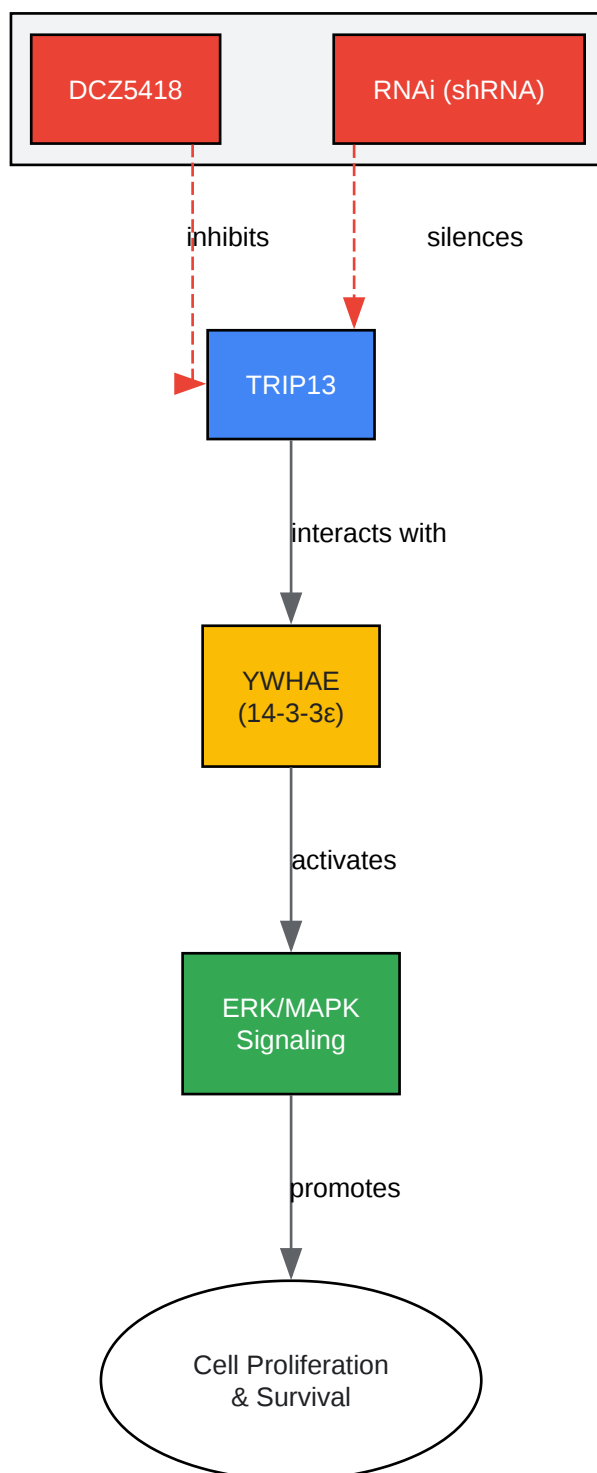 DCZ5418
RNAi (shRNA)
inhibits
silences
TRIP13
interacts with
YWHAE
(14-3-3ε)
activates
ERK/MAPK
Signaling
promotes
Cell Proliferation
& Survival